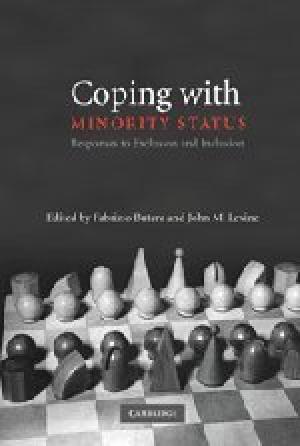 Coping with
MINORITY STATUS
Responses to Exclusion and Inclusion
Edited by Fabrizio Butera and John M. Levine
CAMBRIDGE